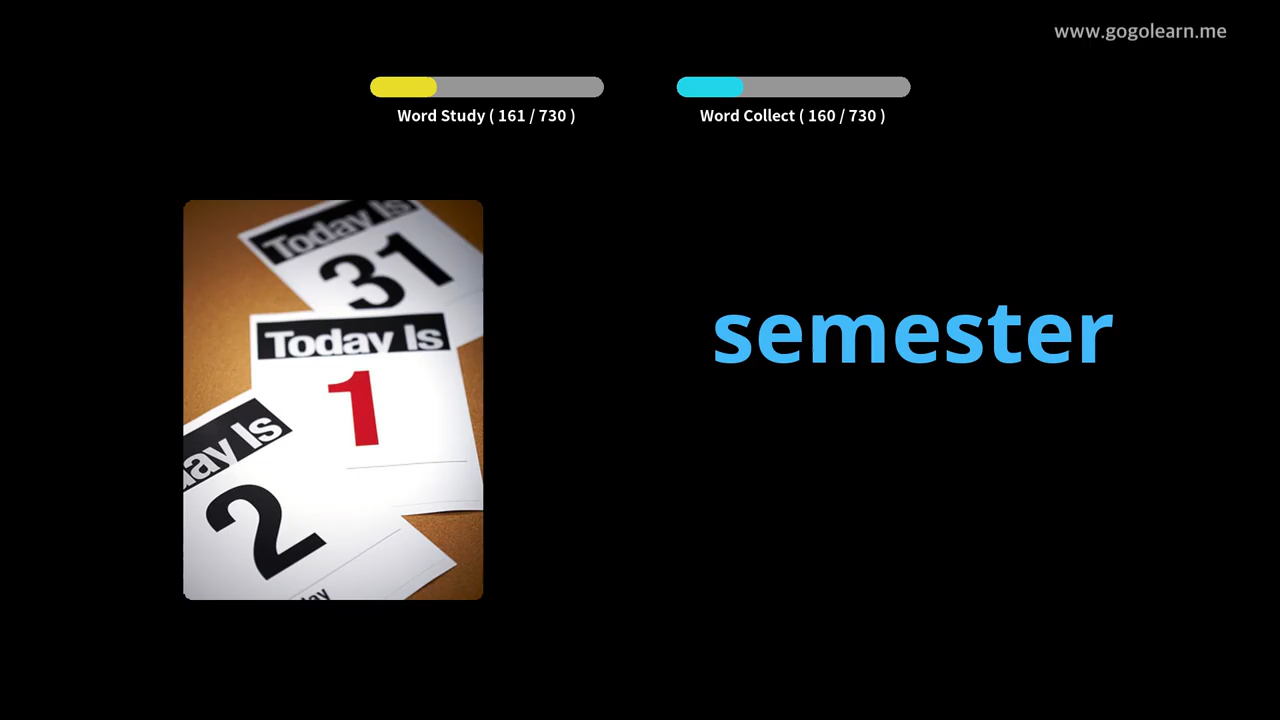 www.gogolearn.me
Word Study ( 161 / 730 )
Word Collect ( 160 / 730 )
Today Is
31
Today Is
1
ay Is
2
ay
semester